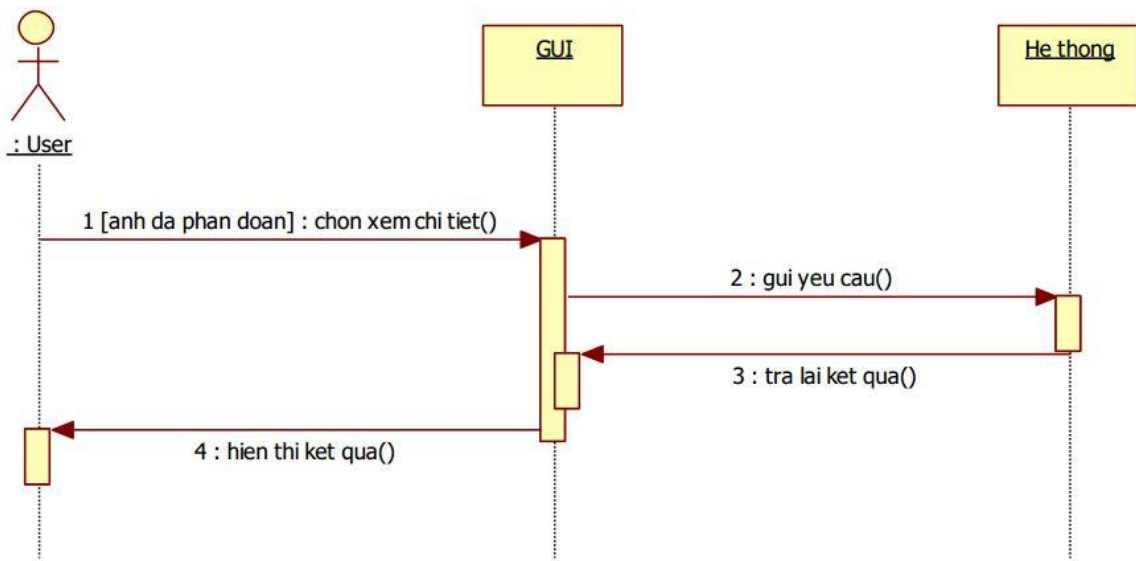 GUI
He thong
: User
1 [anh da phan doan] : chon xem chi tiet()
2 : gui yeu cau()
3 : tra lai ket qua()
4 : hien thi ket qua()